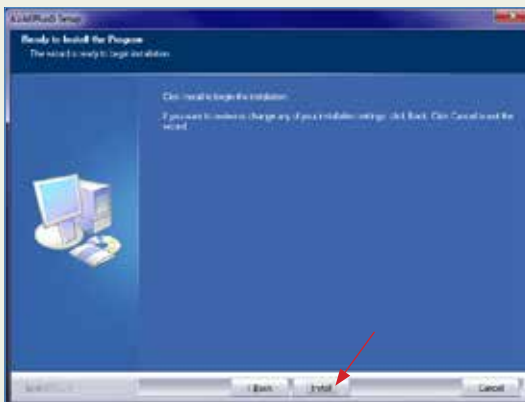 Setup
Ready to Install the Program
The wizard is ready to begin installation.
Click Install to begin the installation.
If you want to review or change any of your installation settings, click Back. Click Cancel to exit the
wizard.
< Back
Install
Cancel